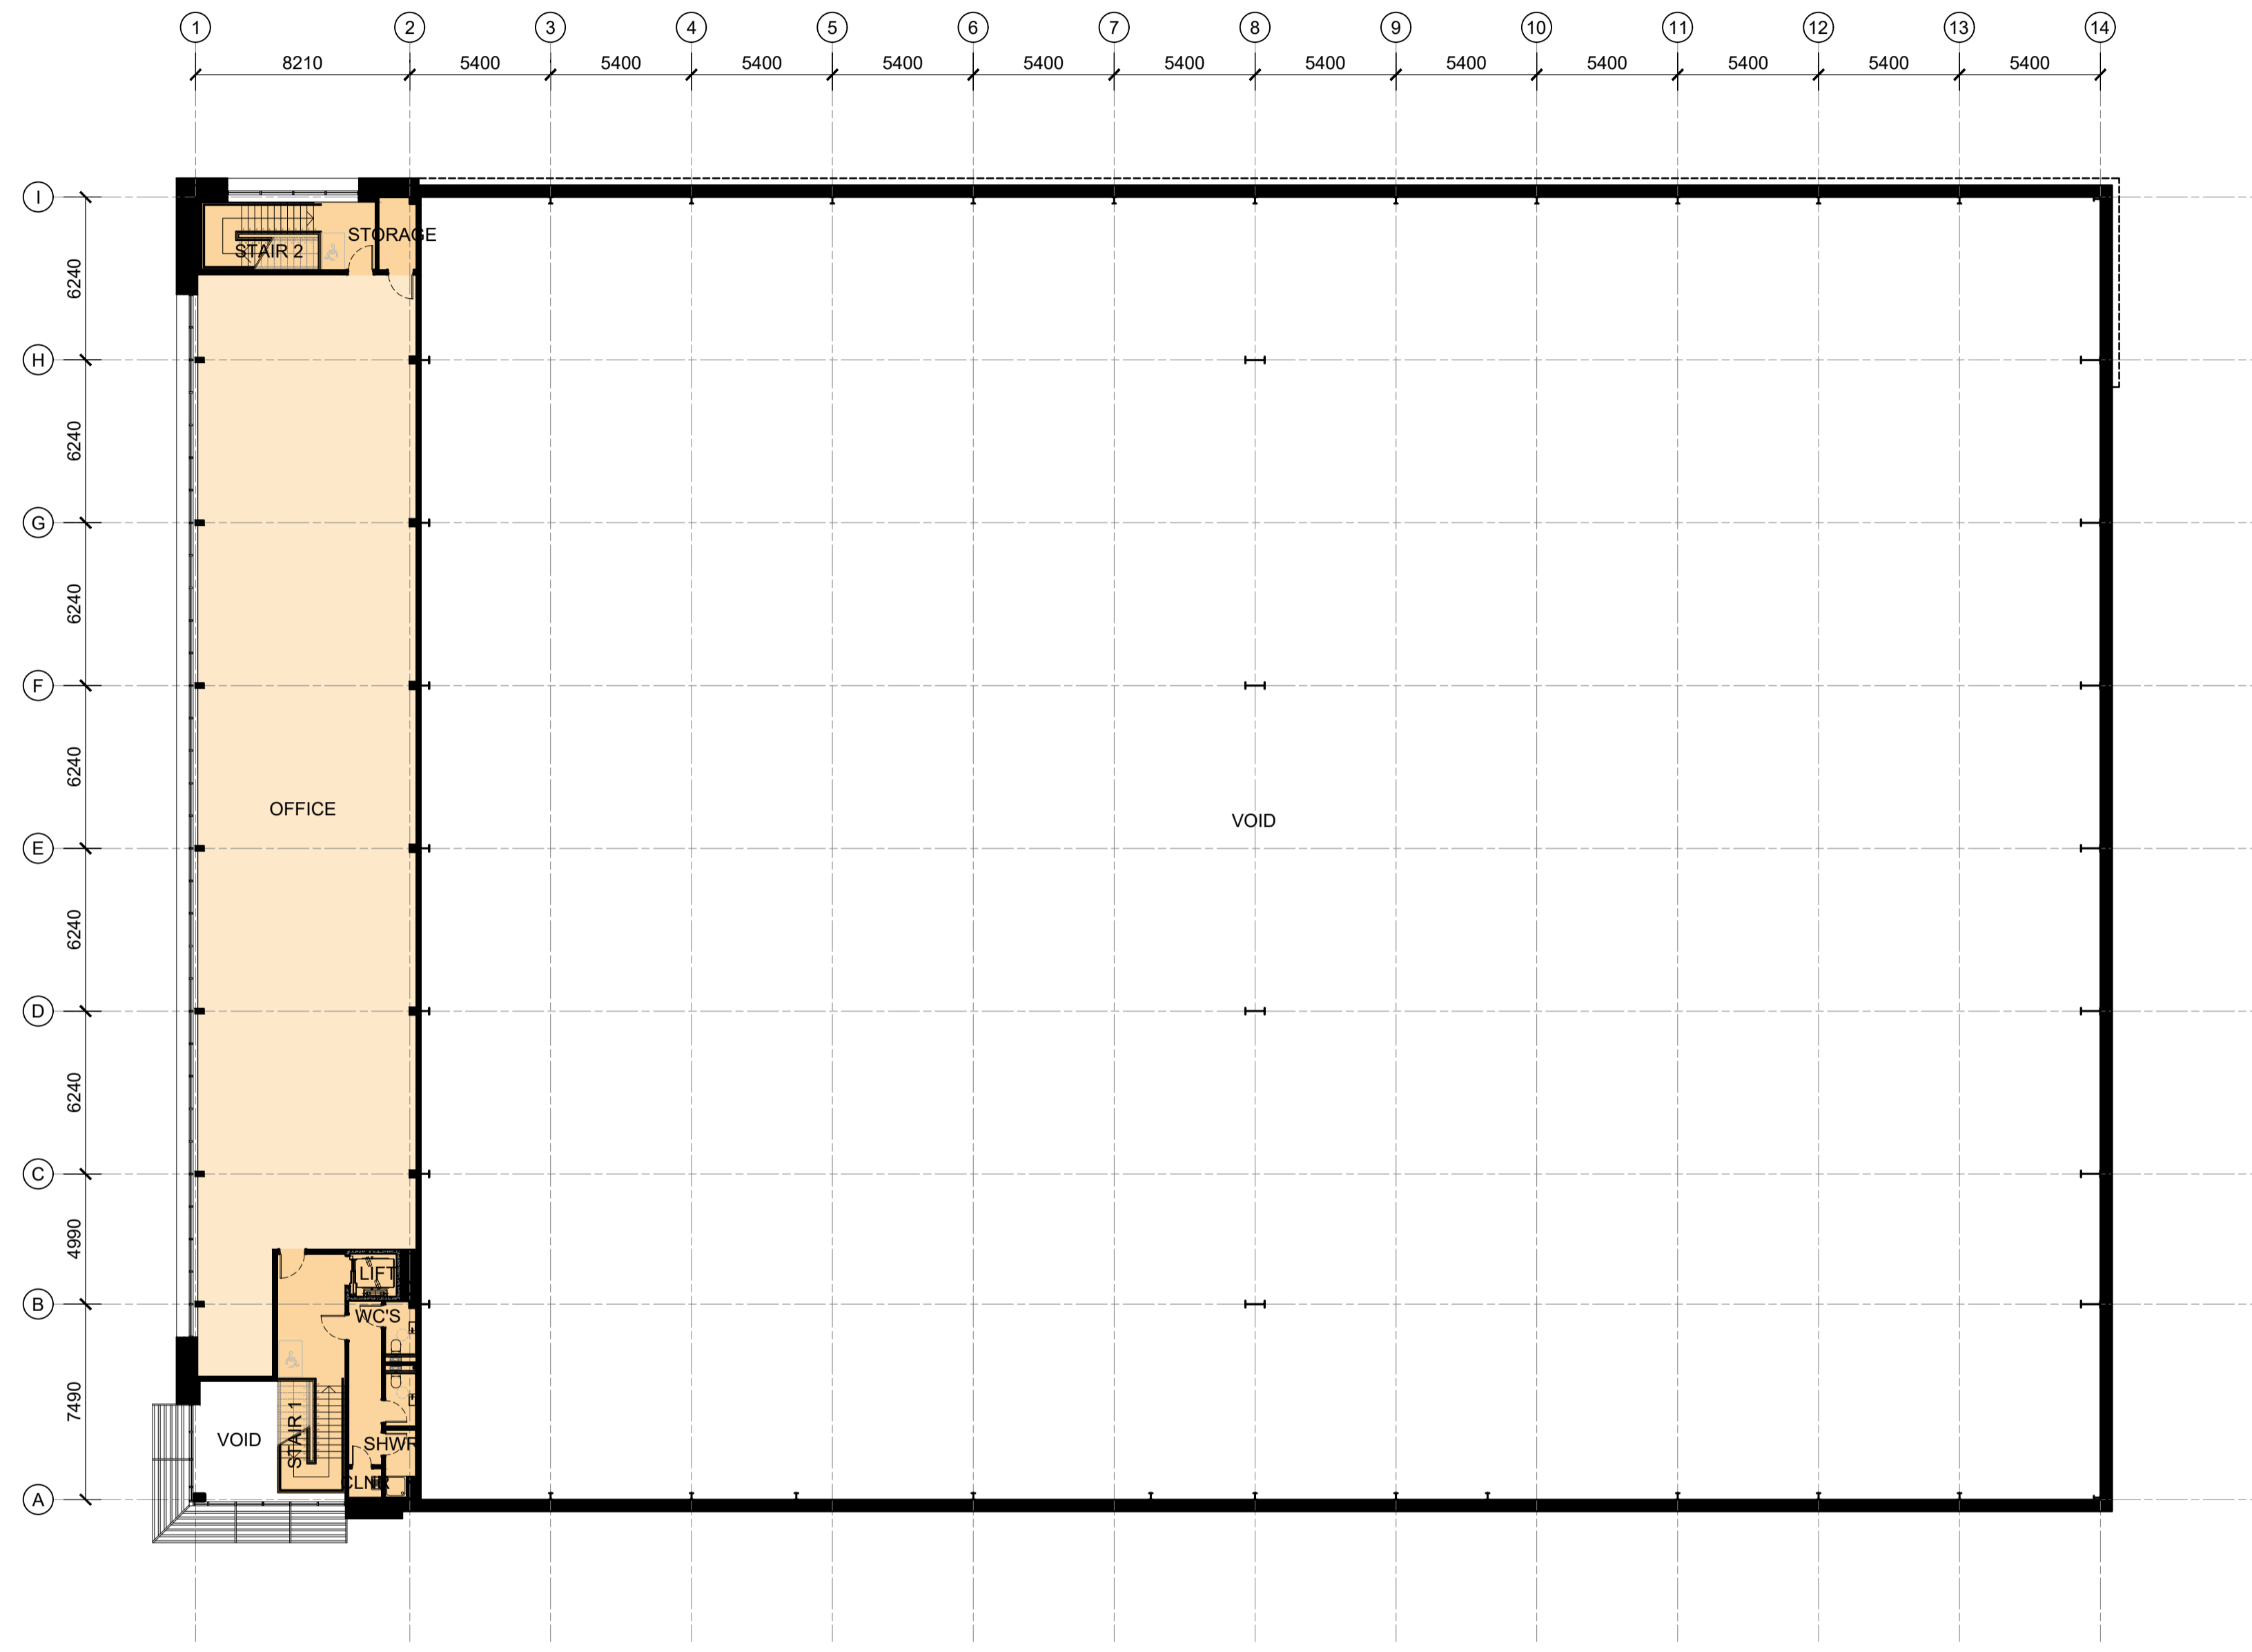 1 2 3 4 5 6 7 8 9 10 11 12 13 14
8210 5400 5400 5400 5400 5400 5400 5400 5400 5400 5400 5400 5400
I
STORAGE
STAIR 2
6240
H
6240
G
6240
F
6240
OFFICE
VOID
E
6240
D
6240
C
4990
LIFT
B
WC'S
7490
STAIR 1
VOID
SHWR
CLNR
A